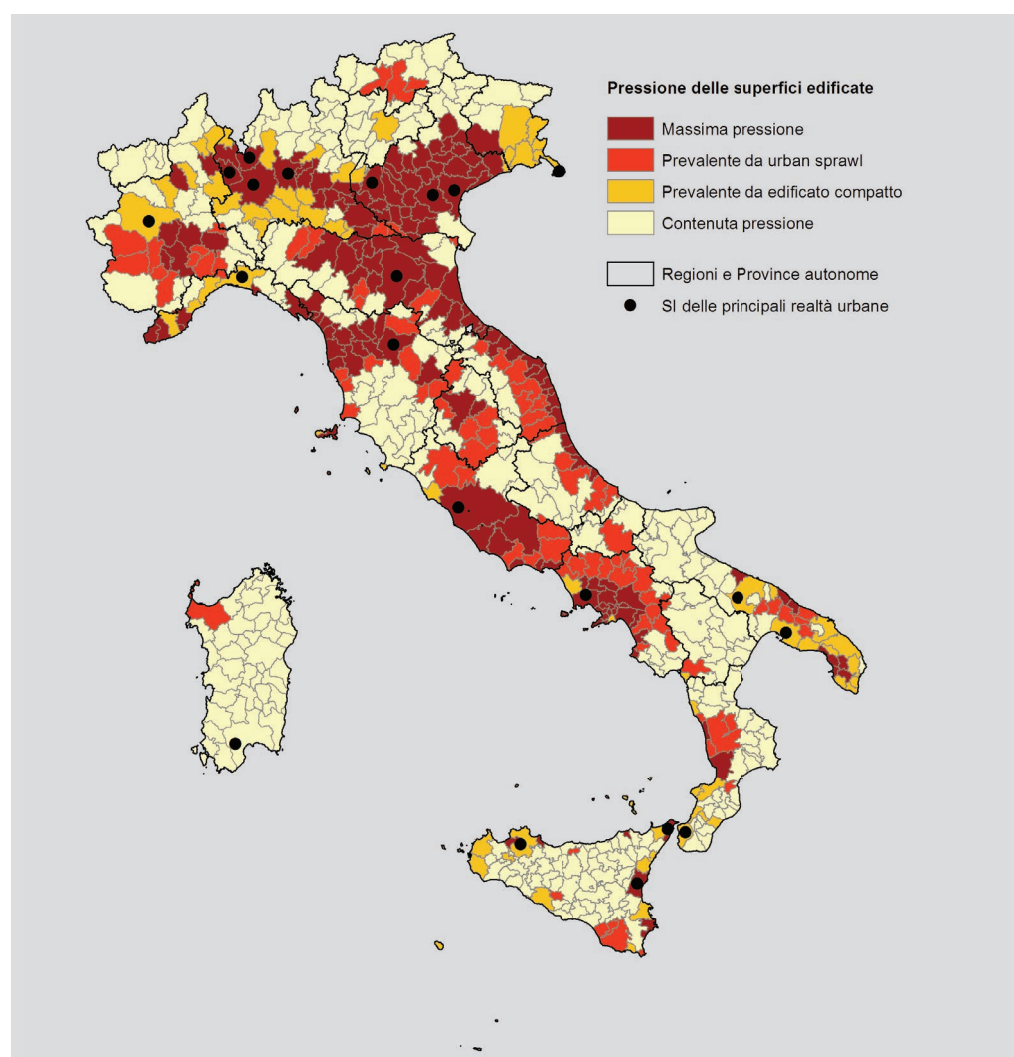 Pressione delle superfici edificate
Massima pressione
Prevalente da urban sprawl
Prevalente da edificato compatto
Contenuta pressione
Regioni e Province autonome
SI delle principali realtà urbane